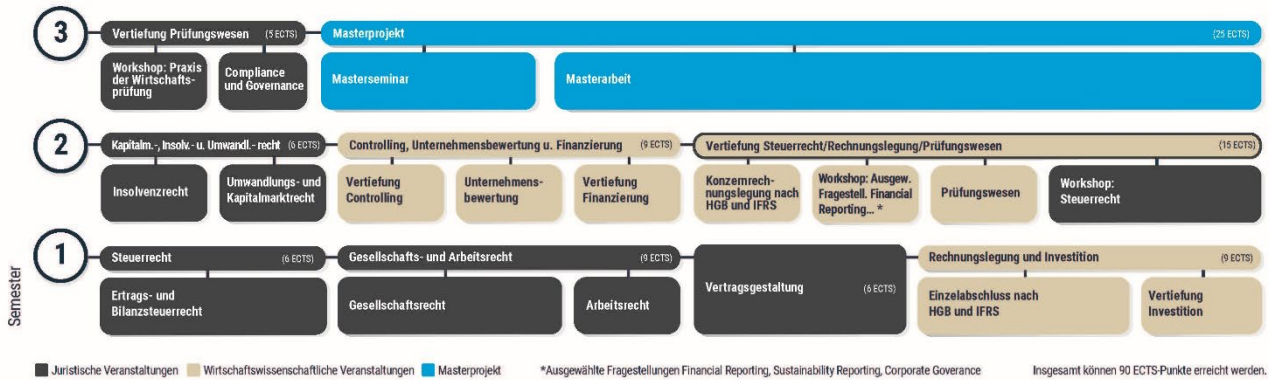 3
Vertiefung Prüfungswesen (5 ECTS)
Masterprojekt (25 ECTS)
Workshop: Praxis
der Wirtschafts-
prüfung
Compliance
und Governance
Masterseminar
Masterarbeit
2
Kapitalm.-, Insolv.- u. Umwandl.- recht (6 ECTS)
Controlling, Unternehmensbewertung u. Finanzierung (9 ECTS)
Vertiefung Steuerrecht/Rechnungslegung/Prüfungswesen (15 ECTS)
Insolvenzrecht
Umwandlungs- und
Kapitalmarktrecht
Vertiefung
Controlling
Unternehmens-
bewertung
Vertiefung
Finanzierung
Konzernrech-
nungslegung nach
HGB und IFRS
Workshop: Ausgew.
Fragestell. Financial
Reporting... *
Prüfungswesen
Workshop:
Steuerrecht
Semester
1
Steuerrecht (6 ECTS)
Gesellschafts- und Arbeitsrecht (9 ECTS)
Vertragsgestaltung (6 ECTS)
Rechnungslegung und Investition (9 ECTS)
Ertrags- und
Bilanzsteuerrecht
Gesellschaftsrecht
Arbeitsrecht
Einzelabschluss nach
HGB und IFRS
Vertiefung
Investition
Juristische Veranstaltungen
Wirtschaftswissenschaftliche Veranstaltungen
Masterprojekt
*Ausgewählte Fragestellungen Financial Reporting, Sustainability Reporting, Corporate Goverance
Insgesamt können 90 ECTS-Punkte erreicht werden.